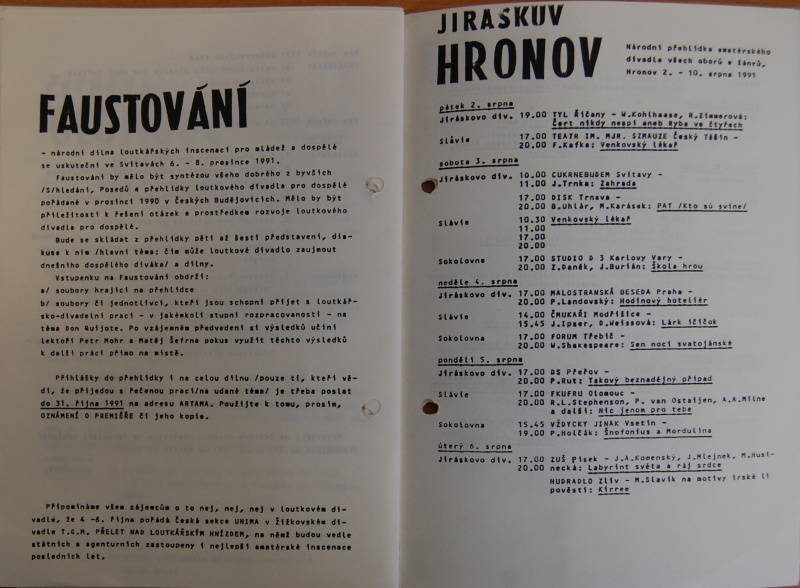 FAUSTOVÁNÍ
- národní dílna loutkářských inscenací pro mládež a dospělé
se uskuteční ve Svitavách 6. - 8. prosince 1991.
Faustování by mělo být syntézou všeho dobrého z byvších
/S/hledání, Posedů a přehlídky loutkového divadla pro dospělé
pořádané v prosinci 1990 v Českých Budějovicích. Mělo by být
příležitostí k řešení otázek a prostředkem rozvoje loutkového
divadla pro dospělé.
Bude se skládat z přehlídky pěti až šesti představení, dis-
kuse k nim /hlavní téma: čím může loutkové divadlo zaujmout
dnešního dospělého diváka/ a dílny.
Vstupenku na Faustování obdrží:
a/ soubory hrající na přehlídce
b/ soubory či jednotlivci, kteří jsou schopni přijet s loutkář-
sko-divadelní prací - v jakémkoli stupni rozpracovanosti - na
téma Don Quijote. Po vzájemném předvedení si výsledků učiní
lektoři Petr Mohr a Matěj Šefrna pokus využít těchto výsledků
k další práci přímo na místě.
Přihlášky do přehlídky i na celou dílnu /pouze ti, kteří vě-
dí, že přijedou s řečenou prací/na udané téma/ je třeba poslat
do 31. října 1991 na adresu ARTAMA. Použijte k tomu, prosím,
OZNÁMENÍ O PREMIÉŘE či jeho kopie.
Připomínáme všem zájemcům o to nej, nej, nej v loutkovém di-
vadle, že 4 -6. října pořádá Česká sekce UNIMA v Žižkovském di-
vadle T.G.M. PŘELET NAD LOUTKÁŘSKÝM HNÍZDEM, na němž budou vedle
státních a agenturních zastoupeny i nejlepší amatérské inscenace
posledních let.
JIRÁSKŮV
HRONOV
Národní přehlídka amatérského
divadla všech oborů a žánrů,
Hronov 2. - 10. srpna 1991
pátek 2. srpna
Jiráskovo div. 19.00 TYL Říčany - W.Kohlhaase, R.Zimmerová:
Čert nikdy nespí aneb Ryba ve čtyřech
Slávie 17.00 TEATR IM. MJR. SZMAUZE Český Těšín -
20.00 F.Kafka: Venkovský lékař
sobota 3. srpna
Jiráskovo div. 10.00 CUKRNEBUDEM Svitavy -
11.00 J.Trnka: Zahrada
17.00 DISK Trnava -
20.00 B.Uhlár, M.Karásek: PAT /Kto sú svine/
Slávie 10.30 Venkovský lékař
11.00
17.00
20.00
Sokolovna 17.00 STUDIO D 3 Karlovy Vary -
20.00 Z.Daněk, J.Burian: Škola hrou
neděle 4. srpna
Jiráskovo div. 17.00 MALOSTRANSKÁ BESEDA Praha -
20.00 P.Landovský: Hodinový hoteliér
Slávie 14.00 ČMUKAŘI Modřišice -
15.45 J.Ipser, D.Weissová: Lárk ičičok
Sokolovna 17.00 FORUM Třebíč -
20.00 W.Shakespeare: Sen noci svatojánské
pondělí 5. srpna
Jiráskovo div. 17.00 DS Přeřov -
20.00 P.Rut: Takový beznadějný případ
Slávie 17.00 FKUFRU Olomouc -
20.00 R.L.Stephenson, P. van Ostaijen, A.A.Milne
a další: Nic jenom pro tebe
Sokolovna 15.45 VŽDYCKY JINAK Vsetín -
19.00 P.Holčák: Šnofonius a Mordulina
úterý 6. srpna
Jiráskovo div. 17.00 ZUŠ Písek - J.A.Komenský, J.Mlejnek, M.Husi-
20.00 necká: Labyrint světa a ráj srdce
HUDRADLO Zliv - M.Slavík na motivy irské li
pověsti: Kirree